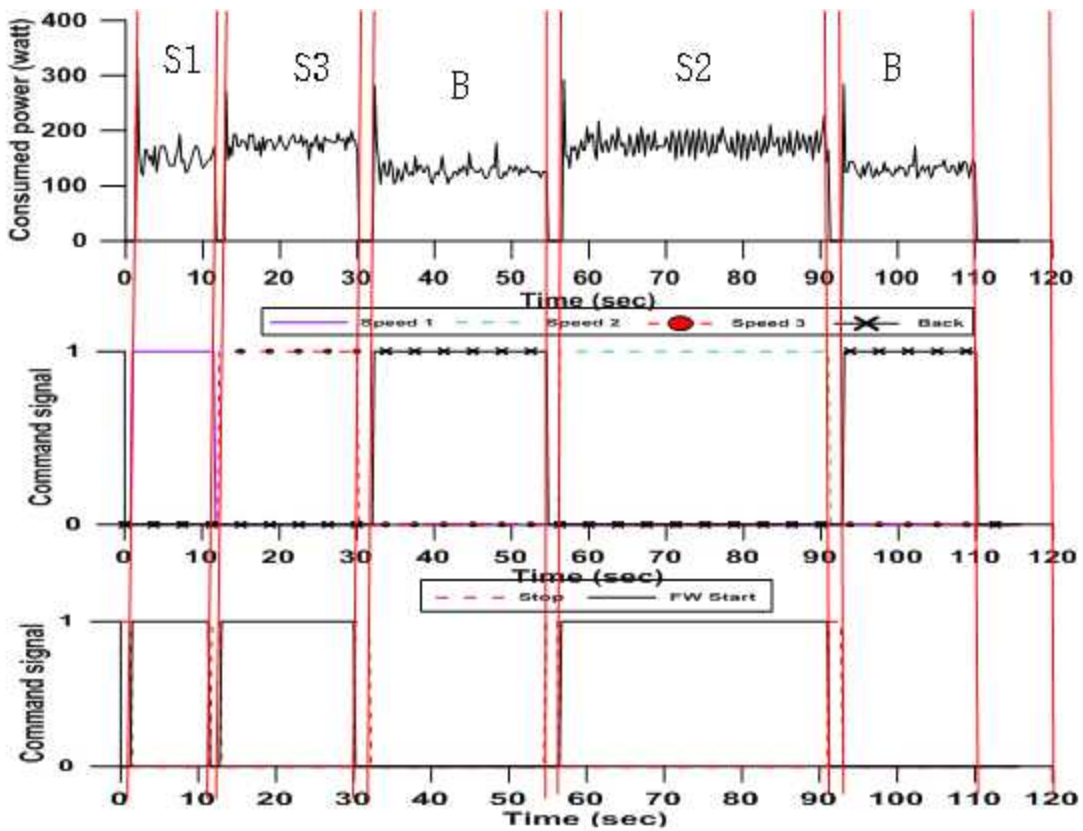 Consumed power (watt)
400
300
200
100
0
S1
S3
B
S2
B
0 10 20 30 40 50 60 70 80 90 100 110 120
Time (sec)
Speed 1 Speed 2 Speed 3 Back
Command signal
1
0
0 10 20 30 40 50 60 70 80 90 100 110 120
Time (sec)
Stop FW Start
Command signal
1
0
0 10 20 30 40 50 60 70 80 90 100 110 120
Time (sec)